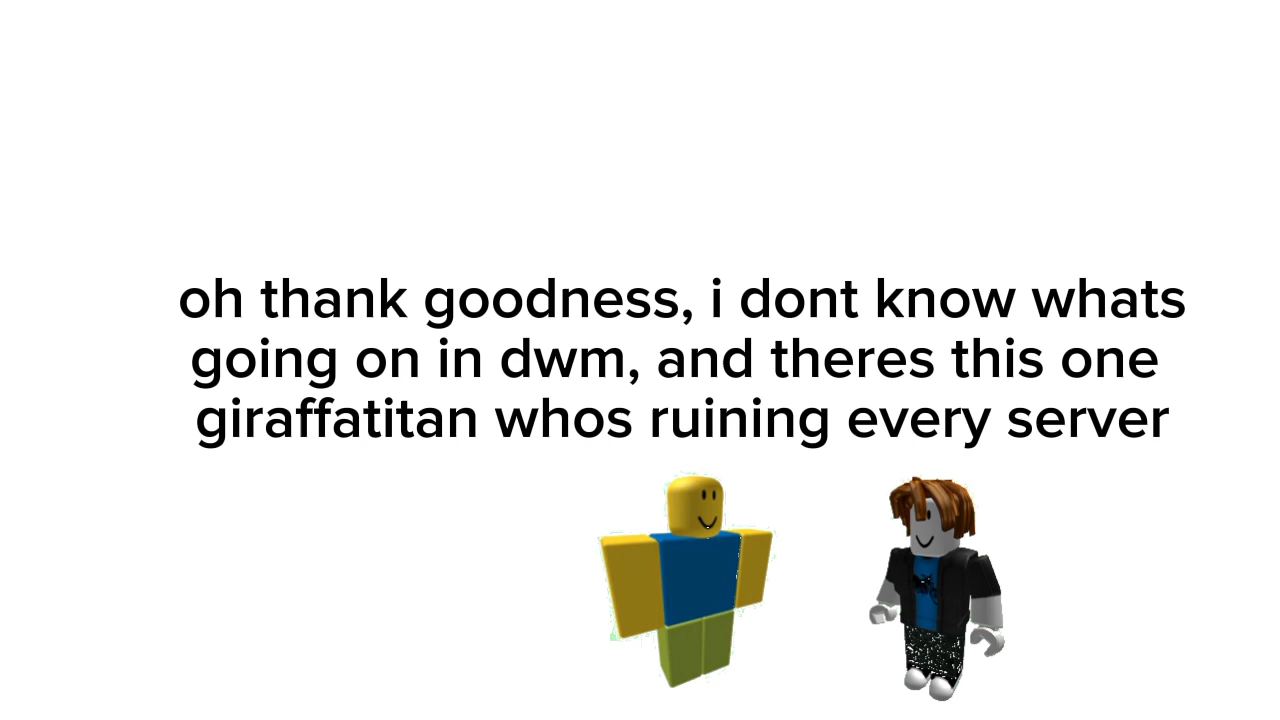 oh thank goodness, i dont know whats
going on in dwm, and theres this one
giraffatitan whos ruining every server